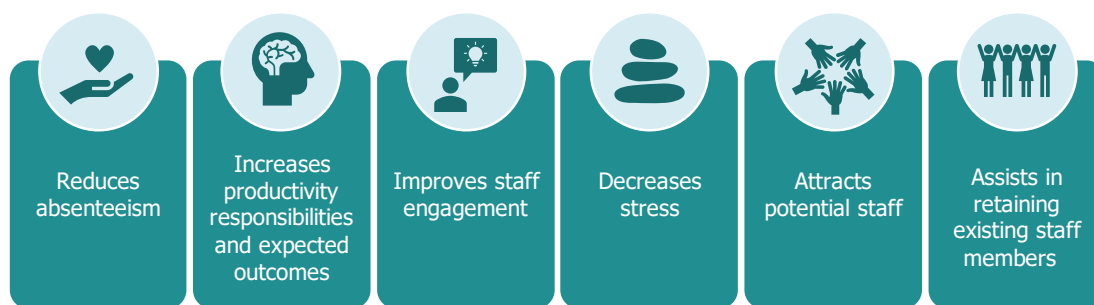 Reduces
absenteeism
Increases
productivity
responsibilities
and expected
outcomes
Improves staff
engagement
Decreases
stress
Attracts
potential staff
Assists in
retaining
existing staff
members